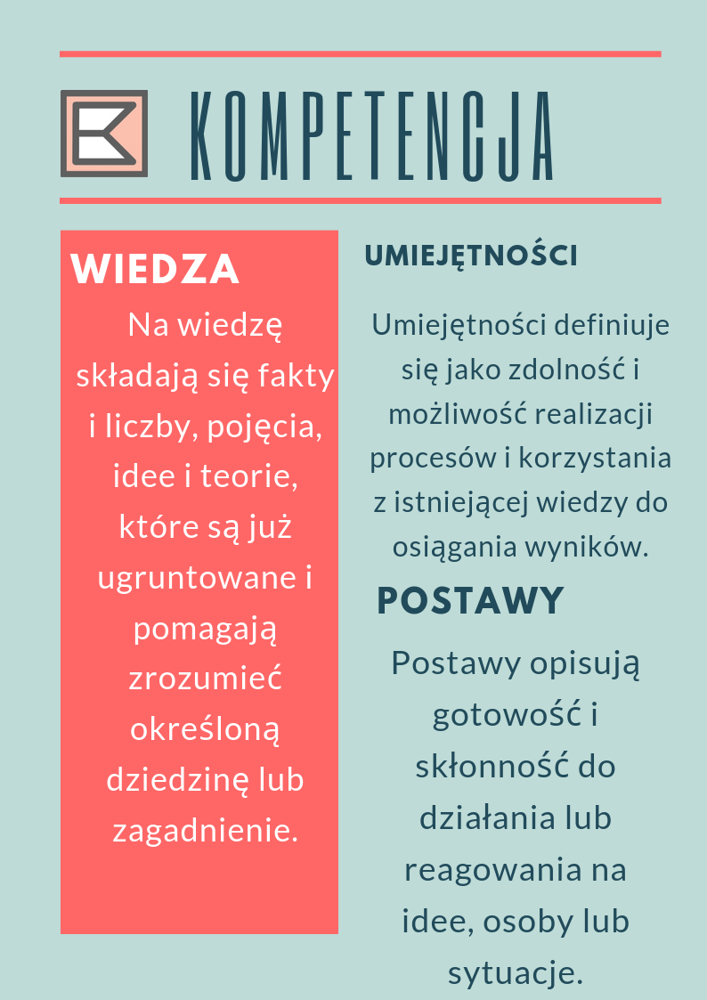 KOMPETENCJA
WIEDZA
Na wiedzę
składają się fakty
i liczby, pojęcia,
idee i teorie,
które są już
ugruntowane i
pomagają
zrozumieć
określoną
dziedzinę lub
zagadnienie.
UMIEJĘTNOŚCI
Umiejętności definiuje
się jako zdolność i
możliwość realizacji
procesów i korzystania
z istniejącej wiedzy do
osiągania wyników.
POSTAWY
Postawy opisują
gotowość i
skłonność do
działania lub
reagowania na
idee, osoby lub
sytuacje.